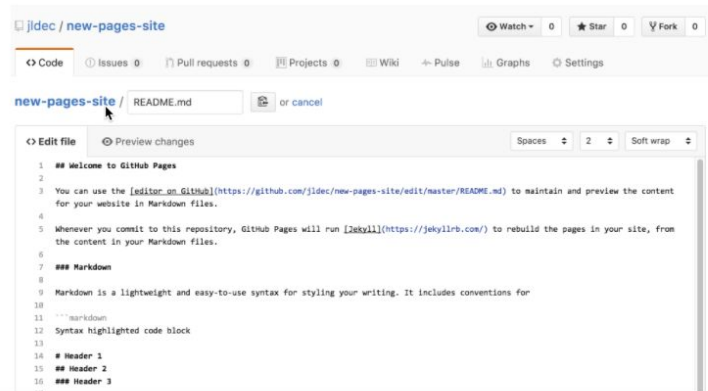 jldec / new-pages-site
Watch 0 Star 0 Fork 0
Code Issues 0 Pull requests 0 Projects 0 Wiki Pulse Graphs Settings
new-pages-site / README.md or cancel
<> Edit file Preview changes Spaces 2 Soft wrap
1 ## Welcome to GitHub Pages
2
3 You can use the [editor on GitHub](https://github.com/jldec/new-pages-site/edit/master/README.md) to maintain and preview the content
for your website in Markdown files.
4
5 Whenever you commit to this repository, GitHub Pages will run [Jekyll](https://jekyllrb.com/) to rebuild the pages in your site, from
the content in your Markdown files.
6
7 ### Markdown
8
9 Markdown is a lightweight and easy-to-use syntax for styling your writing. It includes conventions for
10
11 ```markdown
12 Syntax highlighted code block
13
14 # Header 1
15 ## Header 2
16 ### Header 3